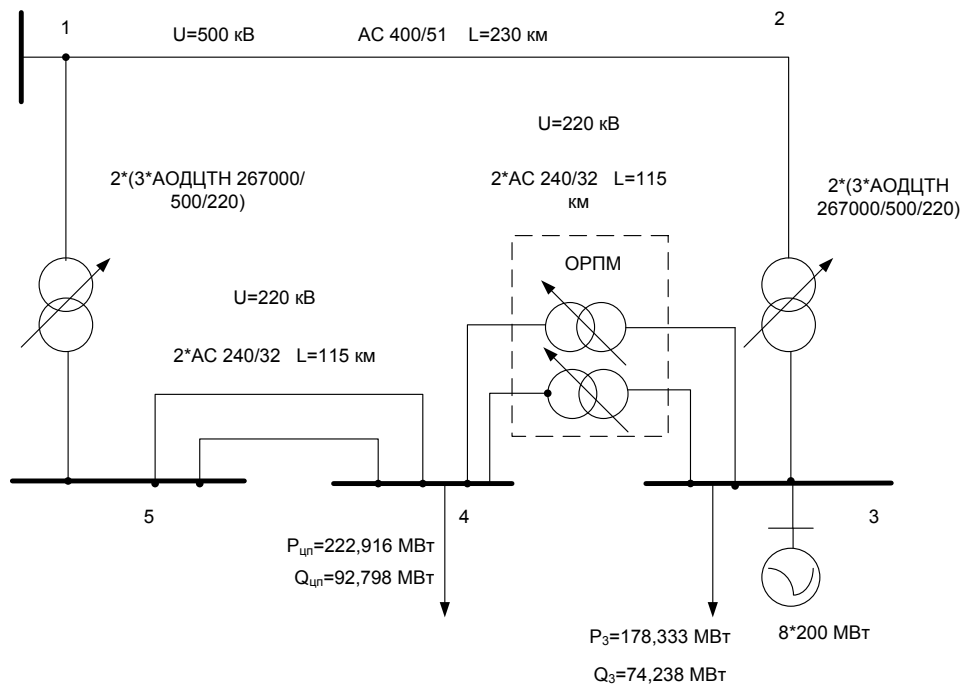 1
2
U=500 кВ
АС 400/51 L=230 км
U=220 кВ
2*(3*АОДЦТН 267000/
500/220)
2*АС 240/32 L=115
км
2*(3*АОДЦТН
267000/500/220)
ОРПМ
U=220 кВ
2*АС 240/32 L=115 км
5
4
3
Pцп=222,916 МВт
Qцп=92,798 МВт
P3=178,333 МВт
Q3=74,238 МВт
8*200 МВт